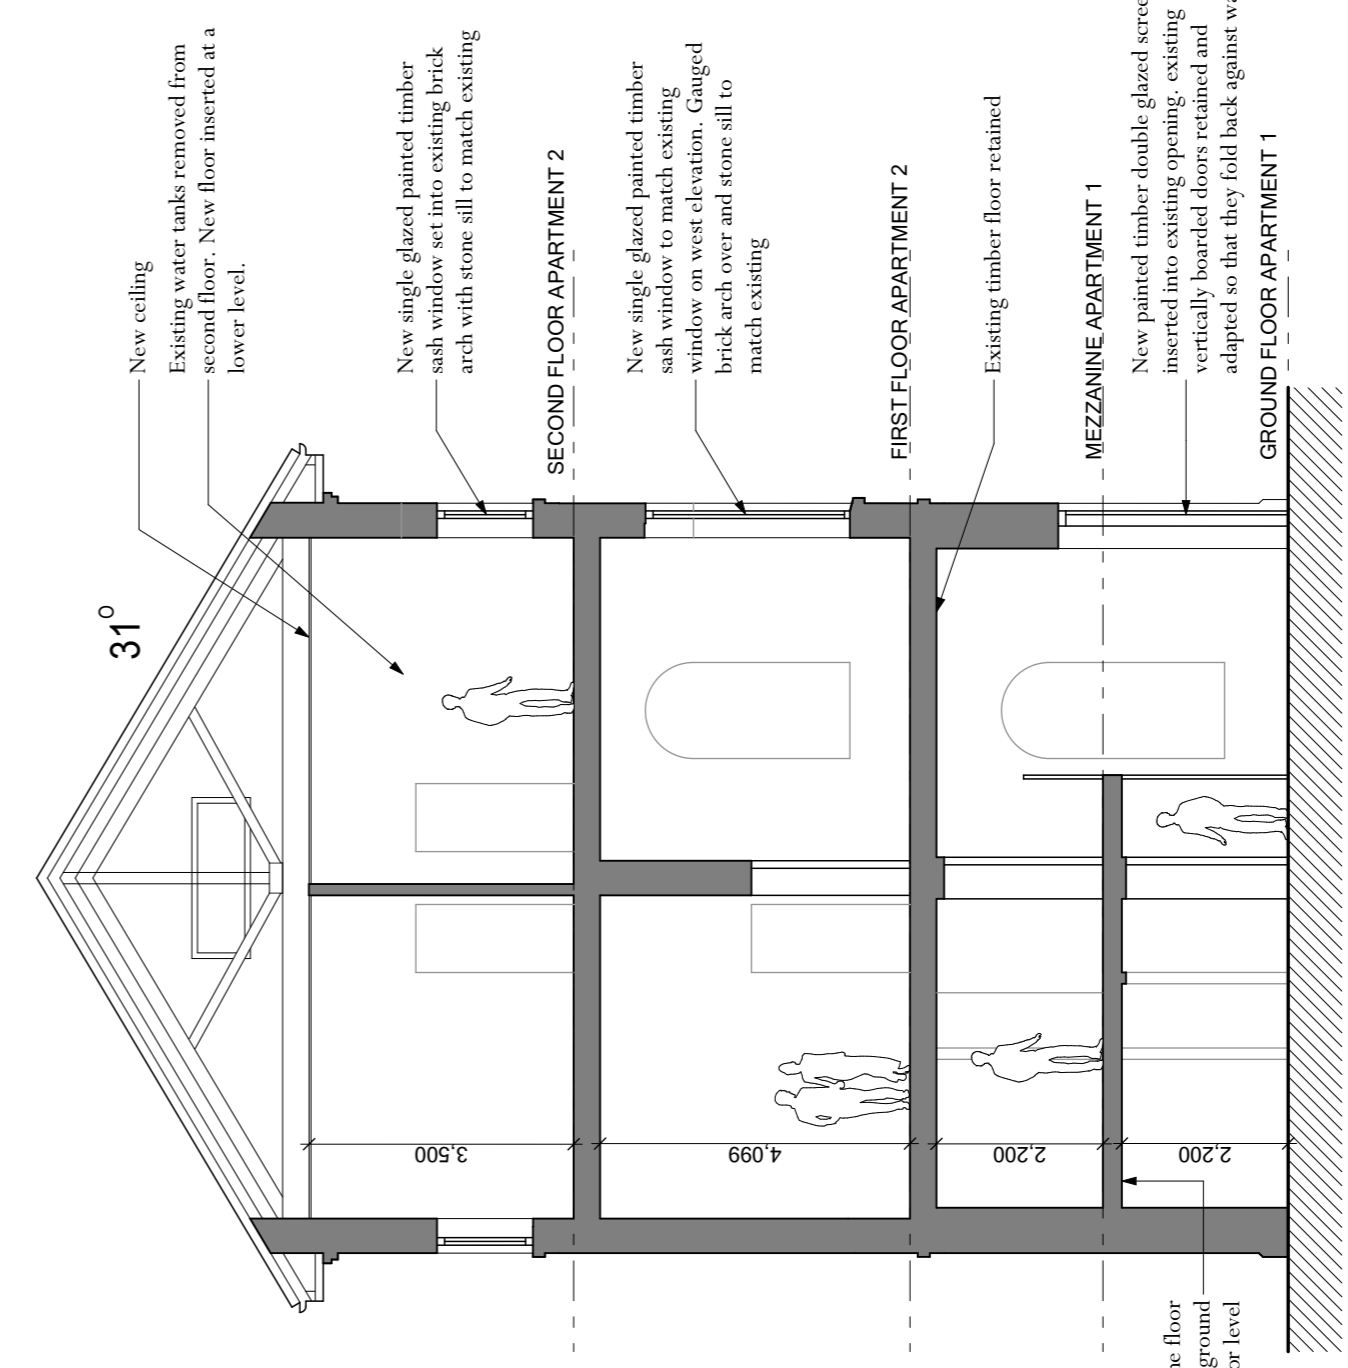 New ceiling
Existing water tanks removed from
second floor. New floor inserted at a
lower level.
31°
New single glazed painted timber
sash window set into existing brick
arch with stone sill to match existing
SECOND FLOOR APARTMENT 2
New single glazed painted timber
sash window to match existing
window on west elevation. Gauged
brick arch over and stone sill to
match existing
FIRST FLOOR APARTMENT 2
Existing timber floor retained
MEZZANINE APARTMENT 1
New painted timber double glazed scree
inserted into existing opening. existing
vertically boarded doors retained and
adapted so that they fold back against wa
GROUND FLOOR APARTMENT 1
3,500
4,099
2,200
2,200
ne floor
ground
or level